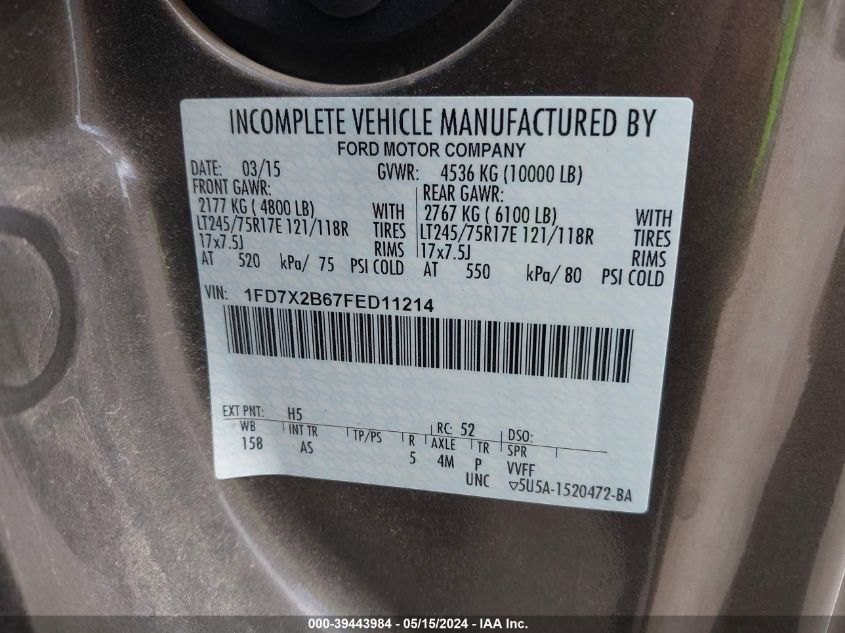 INCOMPLETE VEHICLE MANUFACTURED BY
FORD MOTOR COMPANY
DATE: 03/15 GVWR: 4536 KG (10000 LB)
FRONT GAWR: REAR GAWR:
2177 KG ( 4800 LB) WITH 2767 KG ( 6100 LB) WITH
LT245/75R17E 121/118R TIRES LT245/75R17E 121/118R TIRES
17x7.5J RIMS 17x7.5J RIMS
AT 520 kPa/ 75 PSI COLD AT 550 kPa/ 80 PSI COLD
VIN: 1FD7X2B67FED11214
EXT PNT: H5 RC: 52 DSO:
WB INT TR TP/PS R AXLE TR SPR
158 AS 5 4M P VVFF
UNC ▽5U5A-1520472-BA
000-39443984 - 05/15/2024 - IAA Inc.